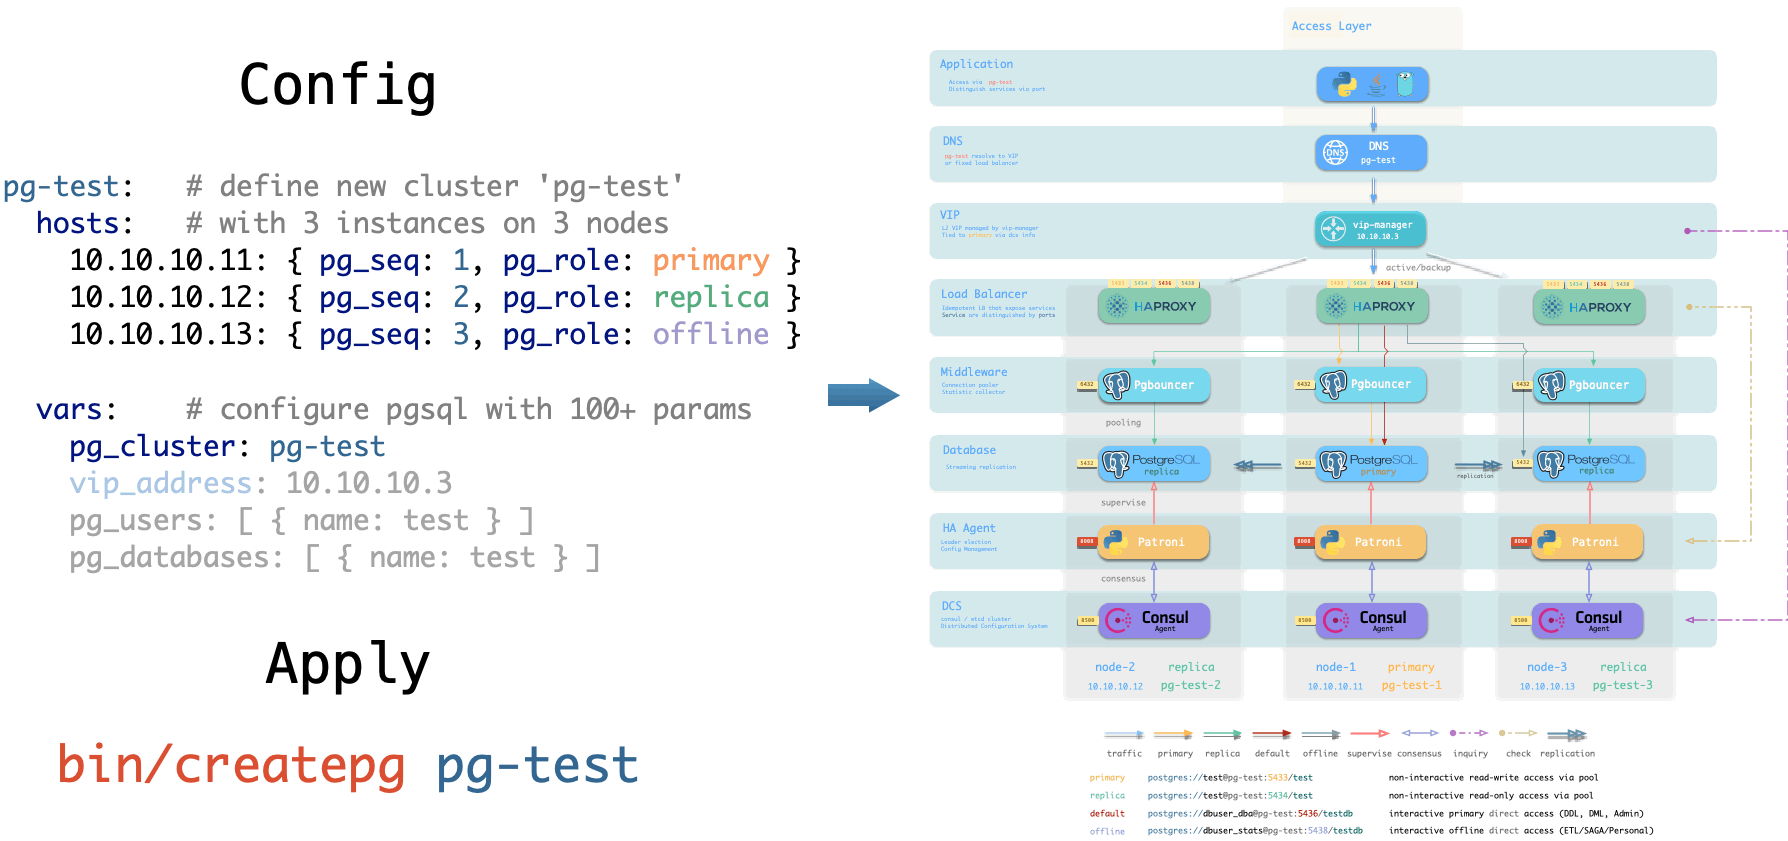 Config
pg-test:   # define new cluster 'pg-test'
  hosts:   # with 3 instances on 3 nodes
    10.10.10.11: { pg_seq: 1, pg_role: primary }
    10.10.10.12: { pg_seq: 2, pg_role: replica }
    10.10.10.13: { pg_seq: 3, pg_role: offline }
  vars:    # configure pgsql with 100+ params
    pg_cluster: pg-test
    vip_address: 10.10.10.3
    pg_users: [ { name: test } ]
    pg_databases: [ { name: test } ]
Apply
bin/createpg pg-test
Access Layer
Application
Access via pg-test
Distinguish services via port
DNS
pg-test resolve to VIP
or fixed load balancer
DNS
DNS
pg-test
VIP
L2 VIP managed by vip-manager
Tied to primary via dcs info
vip-manager
10.10.10.3
active/backup
Load Balancer
Idempotent LB that expose services
Service are distinguished by ports
5433 5434 5436 5438
HAPROXY
5433 5434 5436 5438
HAPROXY
5433 5434 5436 5438
HAPROXY
Middleware
Connection pooler
Statistic collector
6432 Pgbouncer
6432 Pgbouncer
6432 Pgbouncer
pooling
Database
Streaming replication
5432 PostgreSQL
replica
5432 PostgreSQL
primary
replication
5432 PostgreSQL
replica
supervise
HA Agent
Leader election
Config Management
8008 Patroni
8008 Patroni
8008 Patroni
consensus
DCS
consul / etcd cluster
Distributed Configuration System
8500 Consul
Agent
8500 Consul
Agent
8500 Consul
Agent
node-2 replica
10.10.10.12 pg-test-2
node-1 primary
10.10.10.11 pg-test-1
node-3 replica
10.10.10.13 pg-test-3
traffic primary replica default offline supervise consensus inquiry check replication
primary postgres://test@pg-test:5433/test non-interactive read-write access via pool
replica postgres://test@pg-test:5434/test non-interactive read-only access via pool
default postgres://dbuser_dba@pg-test:5436/testdb interactive primary direct access (DDL, DML, Admin)
offline postgres://dbuser_stats@pg-test:5438/testdb interactive offline direct access (ETL/SAGA/Personal)